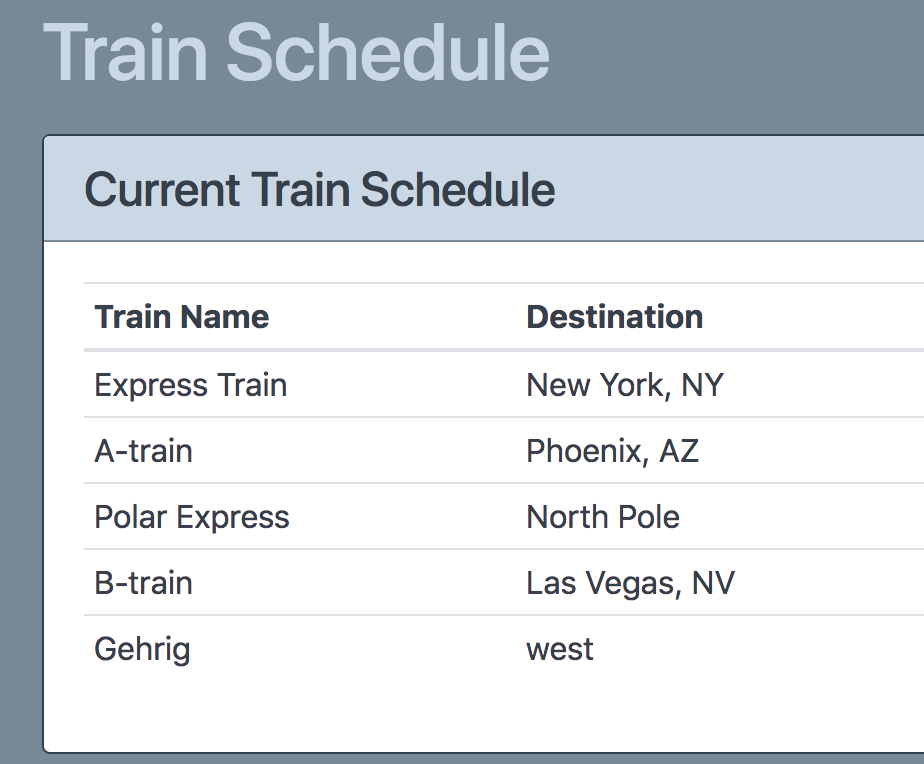 Train Schedule
Current Train Schedule
Train Name Destination
Express Train New York, NY
A-train Phoenix, AZ
Polar Express North Pole
B-train Las Vegas, NV
Gehrig west